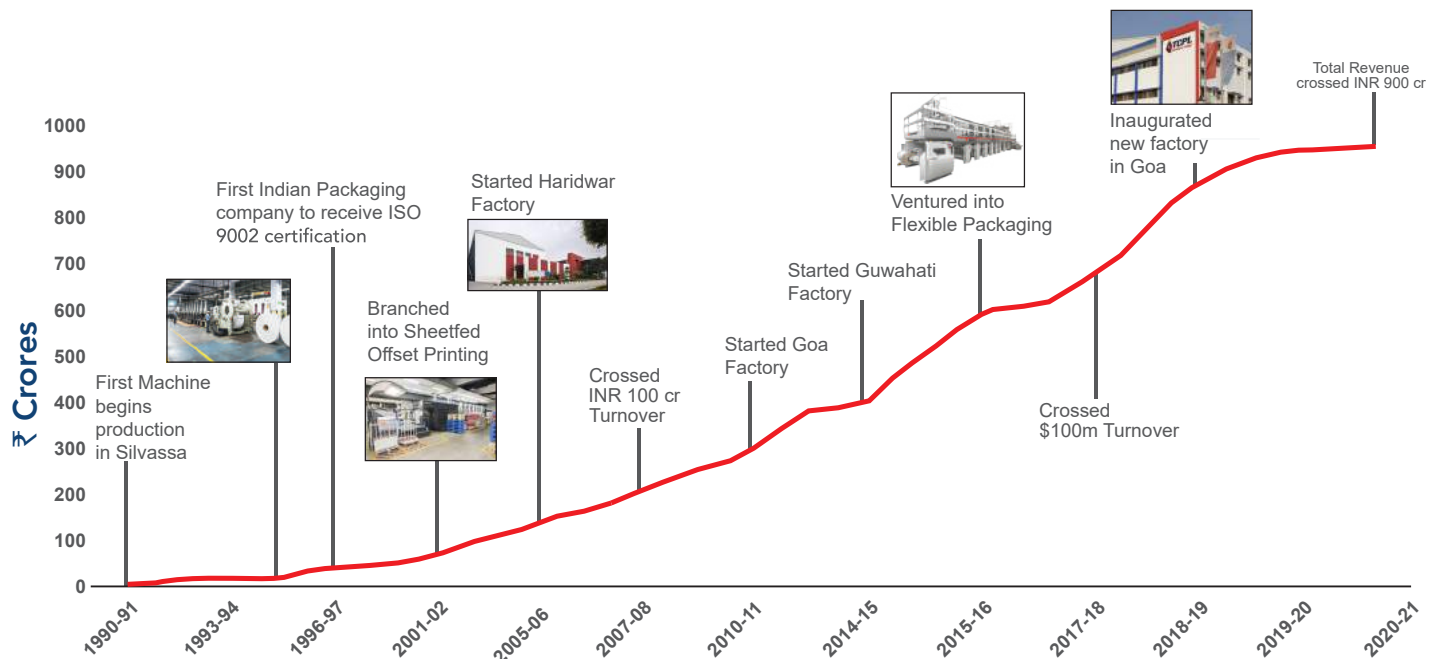 Total Revenue
crossed INR 900 cr
TCPL
Inaugurated
new factory
in Goa
Ventured into
Flexible Packaging
Started Haridwar
Factory
First Indian Packaging
company to receive ISO
9002 certification
Started Guwahati
Factory
Branched
into Sheetfed
Offset Printing
Started Goa
Factory
Crossed
INR 100 cr
Turnover
First Machine
begins
production
in Silvassa
Crossed
$100m Turnover
₹ Crores
1000
900
800
700
600
500
400
300
200
100
0
1990-91
1993-94
1996-97
2001-02
2005-06
2007-08
2010-11
2014-15
2015-16
2017-18
2018-19
2019-20
2020-21